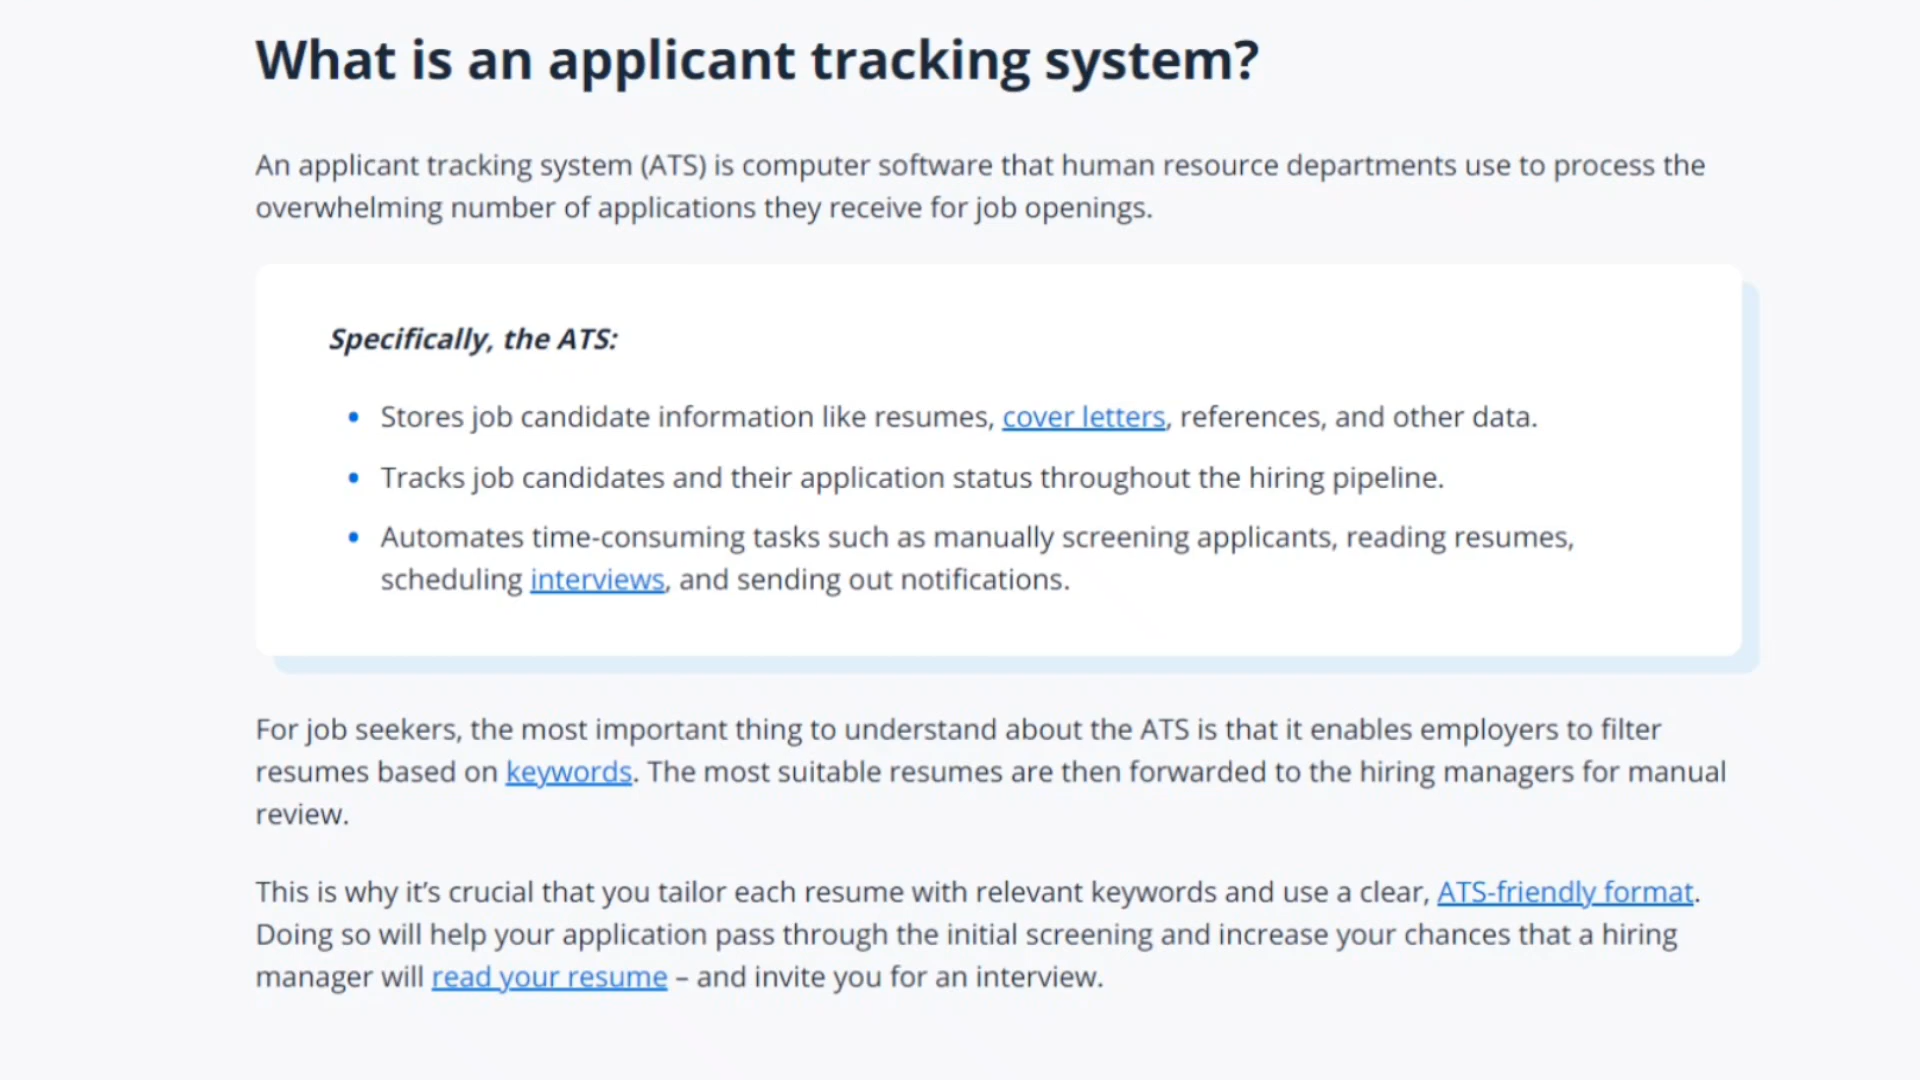 What is an applicant tracking system?
An applicant tracking system (ATS) is computer software that human resource departments use to process the
overwhelming number of applications they receive for job openings.
Specifically, the ATS:
• Stores job candidate information like resumes, cover letters, references, and other data.
• Tracks job candidates and their application status throughout the hiring pipeline.
• Automates time-consuming tasks such as manually screening applicants, reading resumes,
scheduling interviews, and sending out notifications.
For job seekers, the most important thing to understand about the ATS is that it enables employers to filter
resumes based on keywords. The most suitable resumes are then forwarded to the hiring managers for manual
review.
This is why it’s crucial that you tailor each resume with relevant keywords and use a clear, ATS-friendly format.
Doing so will help your application pass through the initial screening and increase your chances that a hiring
manager will read your resume – and invite you for an interview.